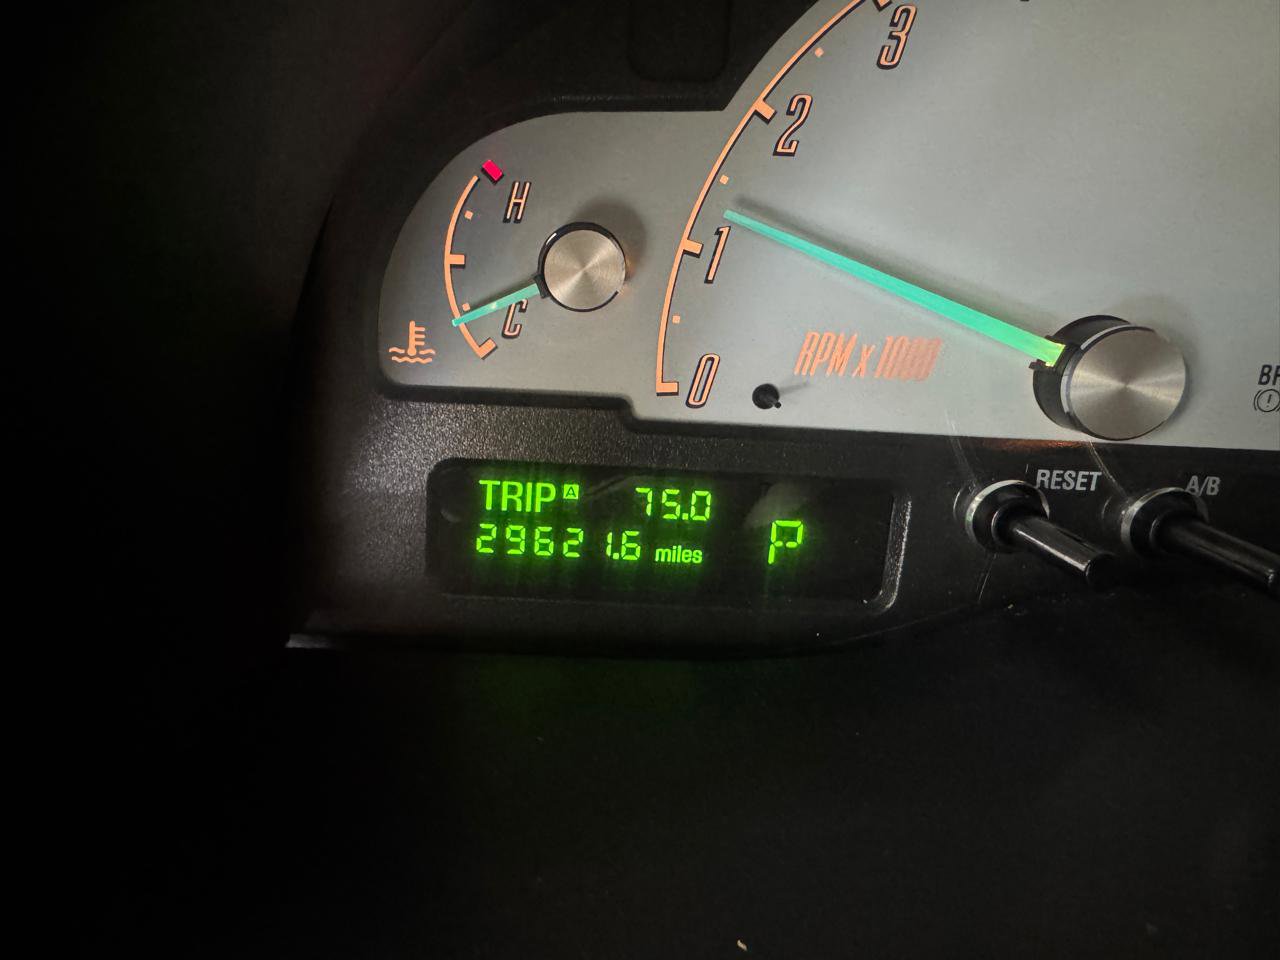 3
2
H
1
C
RPM x 1000
0
RESET
A/B
TRIP A 75.0
29621.6 miles
P